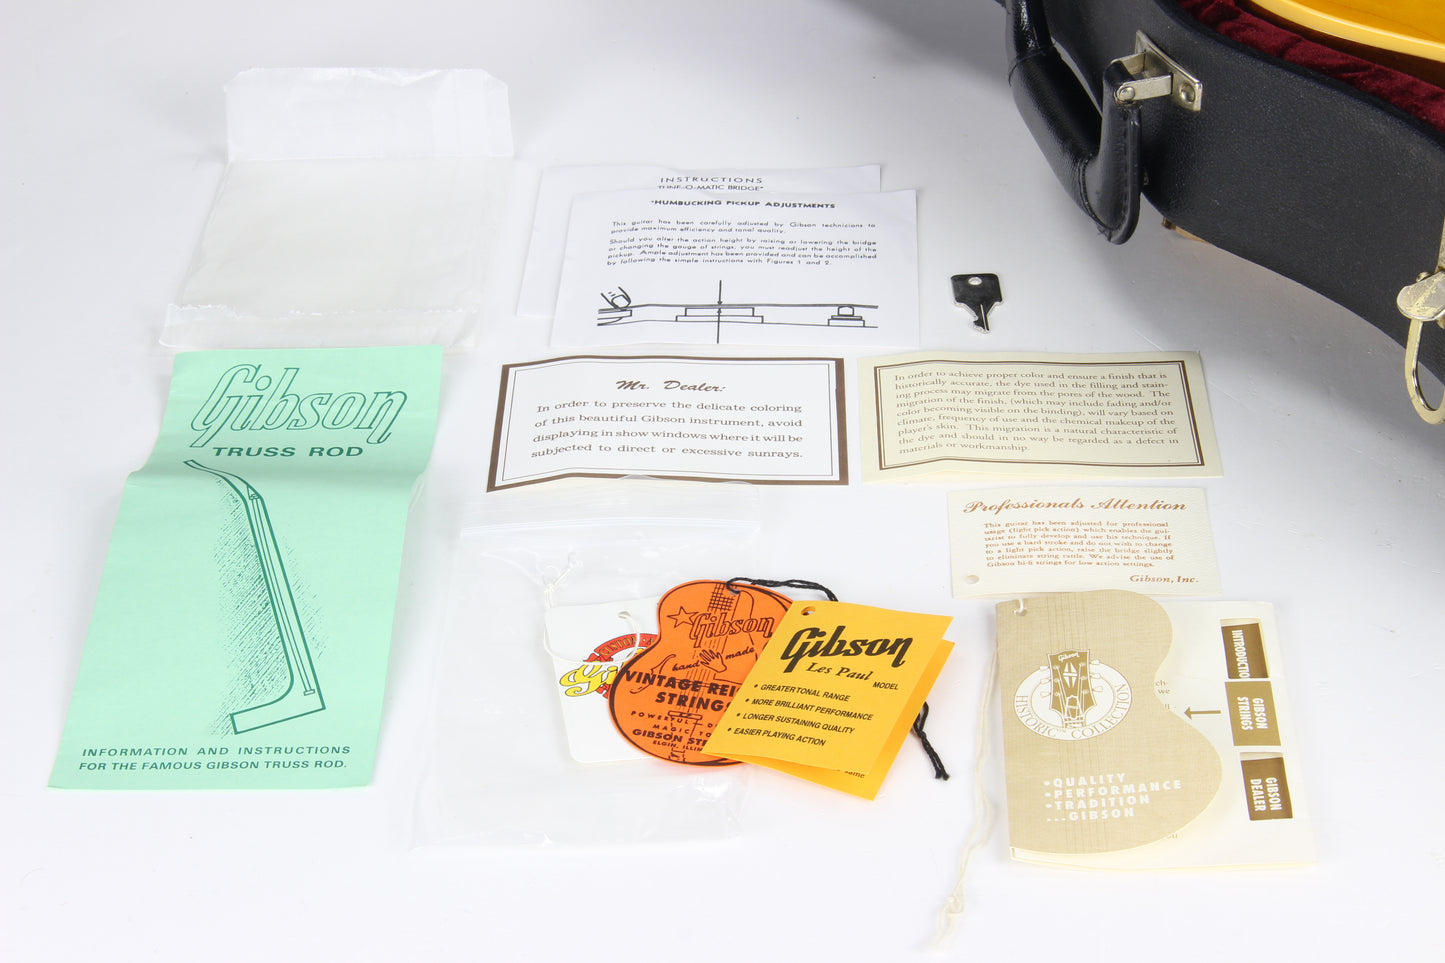 INSTRUCTIONS
TUNE-O-MATIC BRIDGE"
"HUMBUCKING PICKUP ADJUSTMENTS
This guitar has been carefully adjusted by Gibson technicians to
provide maximum efficiency and tonal quality.
Should you alter the action height by raising or lowering the bridge
or changing the gauge of strings, you must readjust the height of the
pickup. Ample adjustment has been provided and can be accomplished
by following the simple instructions with Figures 1 and 2.
Gibson
TRUSS ROD
INFORMATION AND INSTRUCTIONS
FOR THE FAMOUS GIBSON TRUSS ROD.
Mr. Dealer:
In order to preserve the delicate coloring
of this beautiful Gibson instrument, avoid
displaying in show windows where it will be
subjected to direct or excessive sunrays.
In order to achieve proper color and ensure a finish that is
historically accurate, the dye used in the filling and stain-
ing process may migrate from the pores of the wood. The
migration of the finish, (which may include fading and/or
color becoming visible on the binding), will vary based on
climate, frequency of use and the chemical makeup of the
player's skin. This migration is a natural characteristic of
the dye and should in no way be regarded as a defect in
materials or workmanship.
Professionals Attention
This guitar has been adjusted for professional
usage (light pick action) which enables the gui-
tarist to fully develop and use his technique. If
you use a hard stroke and do not wish to change
to a light pick action, raise the bridge slightly
to eliminate string rattle. We advise the use of
Gibson hi-fi strings for low action settings.
Gibson, Inc.
Gibson
hand made
VINTAGE REI
STRINGS
POWERFUL
MAGIC TO
GIBSON ST
ELGIN, ILLIN
Gibson
Les Paul MODEL
• GREATER TONAL RANGE
• MORE BRILLIANT PERFORMANCE
• LONGER SUSTAINING QUALITY
• EASIER PLAYING ACTION
same
Gibson
HISTORIC COLLECTION
•QUALITY
•PERFORMANCE
•TRADITION
...GIBSON
ch-
we
INTRODUCTIO
GIBSON
STRINGS
GIBSON
DEALER